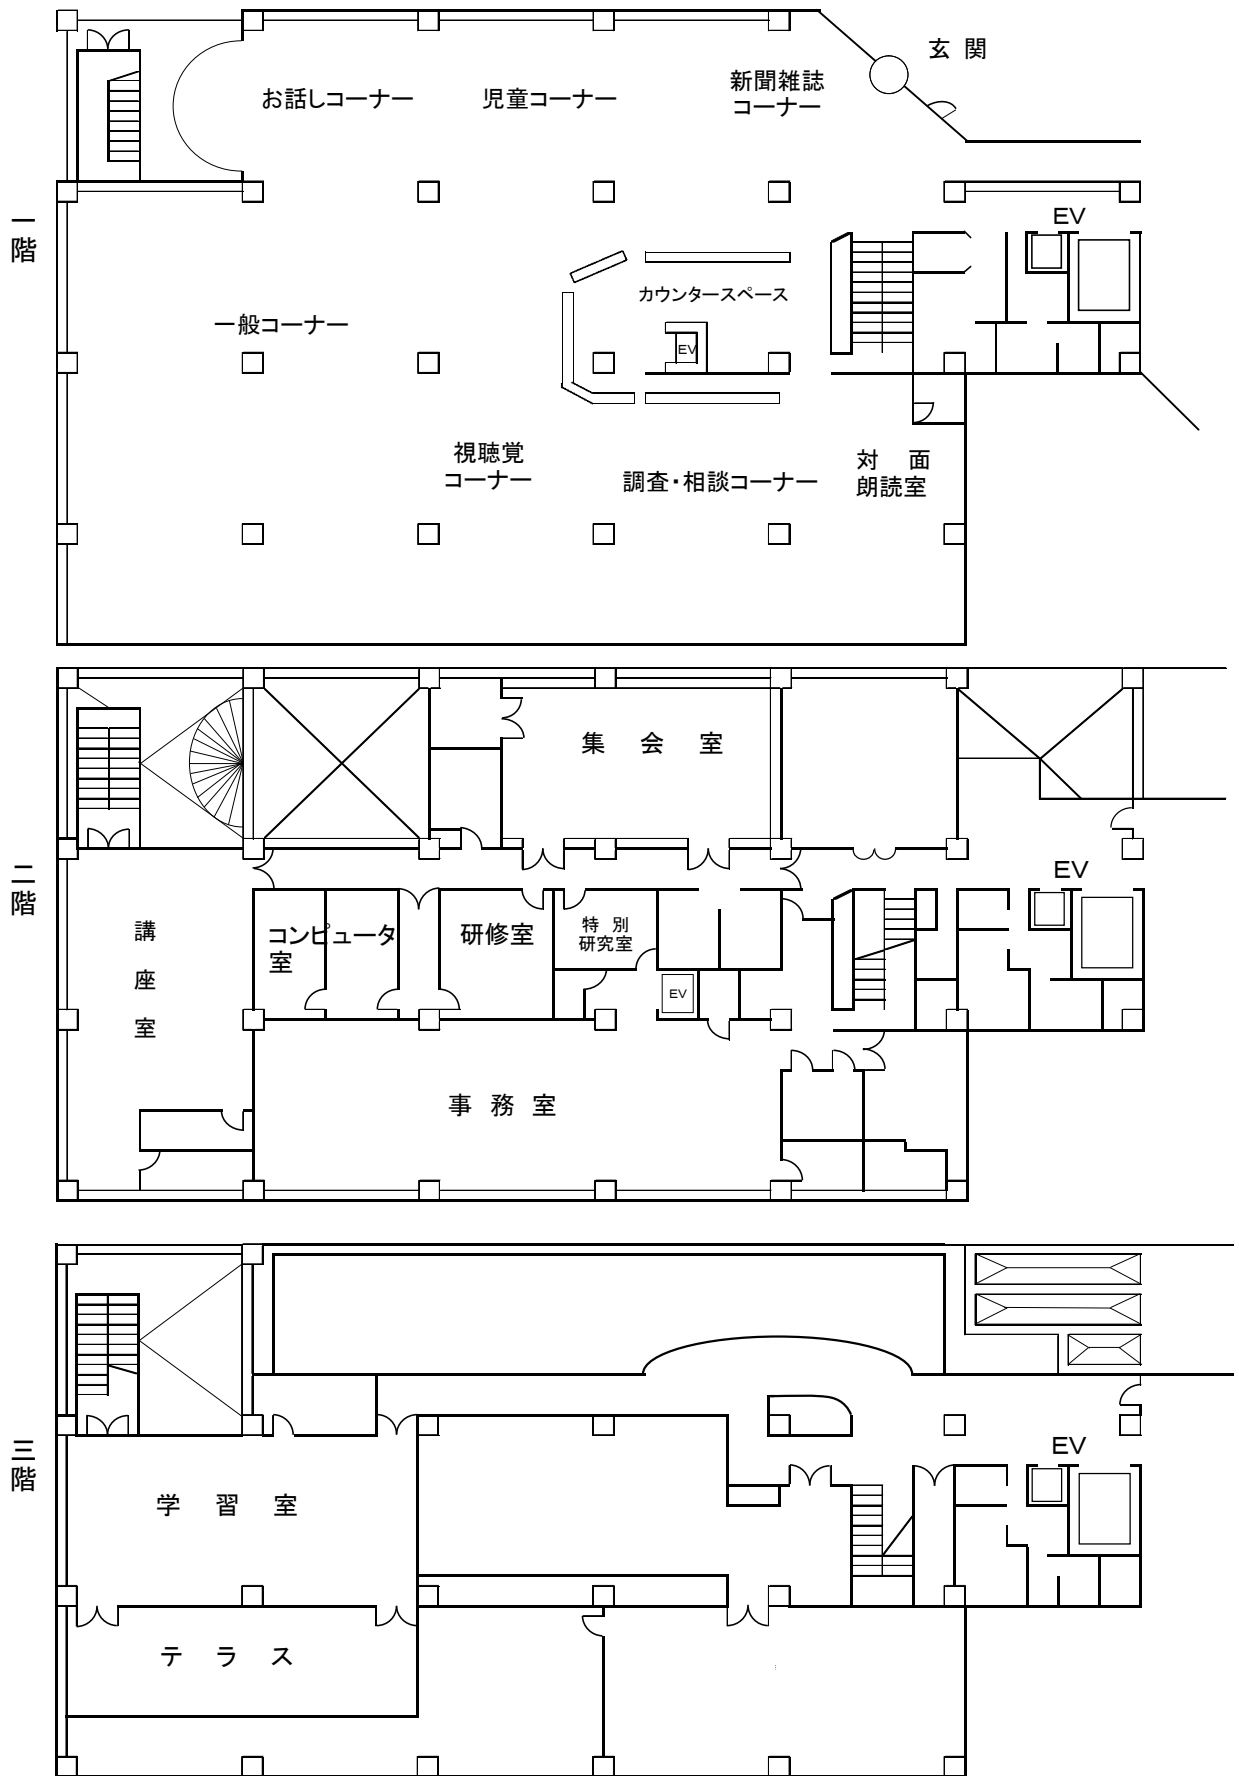 一階
玄 関
お話しコーナー
児童コーナー
新聞雑誌
コーナー
EV
カウンタースペース
一般コーナー
EV
視聴覚
コーナー
調査・相談コーナー
対 面
朗読室
二階
集 会 室
EV
講座室
コンピュータ
室
研修室
特 別
研究室
EV
事 務 室
三階
EV
学 習 室
テ ラ ス